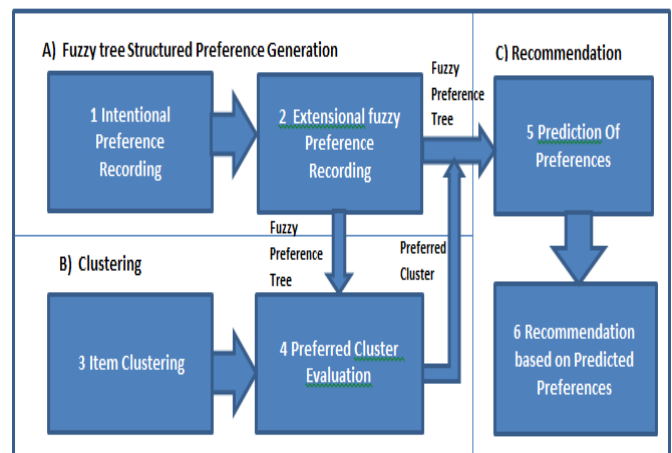 A) Fuzzy tree Structured Preference Generation
1 Intentional
Preference
Recording
2 Extensional fuzzy
Preference
Recording
Fuzzy
Preference
Tree
C) Recommendation
5 Prediction Of
Preferences
Fuzzy
Preference
Tree
Preferred
Cluster
B) Clustering
3 Item Clustering
4 Preferred Cluster
Evaluation
6 Recommendation
based on Predicted
Preferences